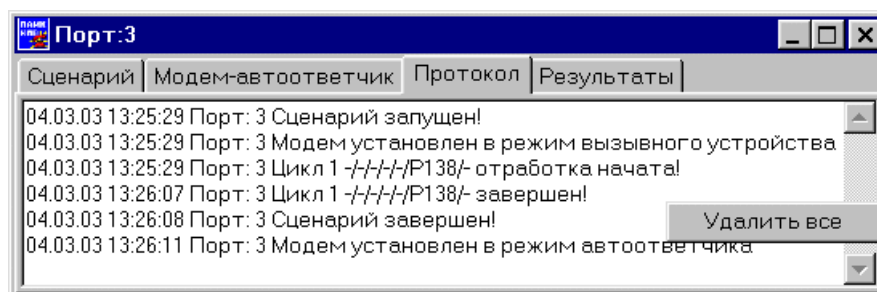 Порт:3
Сценарий Модем-автоответчик Протокол Результаты
04.03.03 13:25:29 Порт: 3 Сценарий запущен!
04.03.03 13:25:29 Порт: 3 Модем установлен в режим вызывного устройства
04.03.03 13:25:29 Порт: 3 Цикл 1 -/-/-/-/-/P138/- отработка начата!
04.03.03 13:26:07 Порт: 3 Цикл 1 -/-/-/-/-/P138/- завершен!
04.03.03 13:26:08 Порт: 3 Сценарий завершен!
Удалить все
04.03.03 13:26:11 Порт: 3 Модем установлен в режим автоответчика